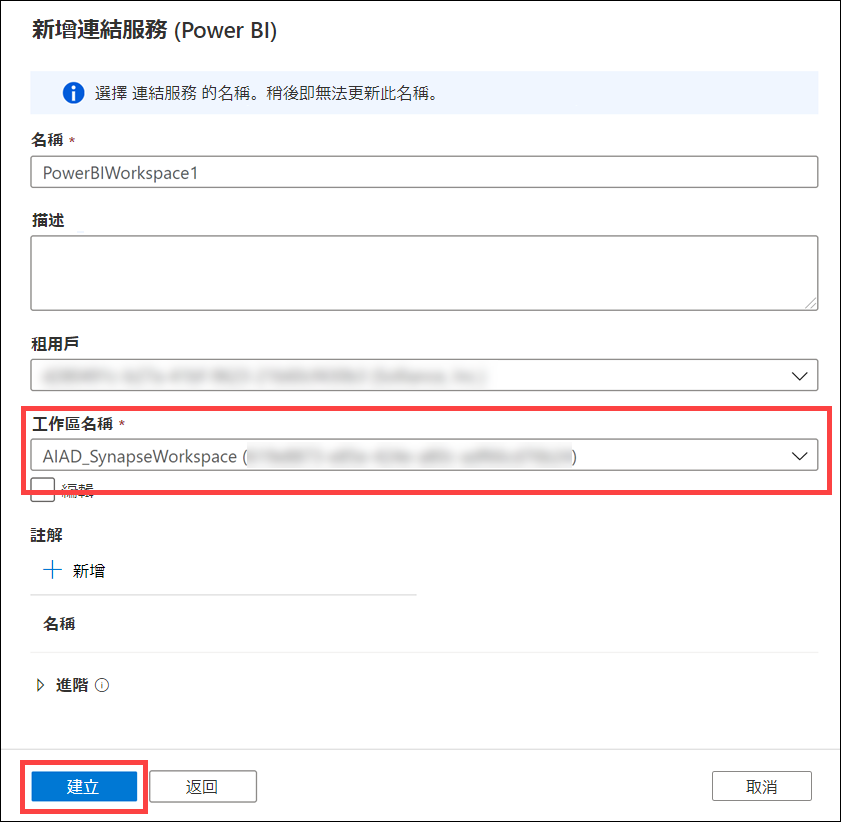 新增連結服務 (Power BI)
選擇 連結服務 的名稱。稍後即無法更新此名稱。
名稱 *
PowerBIWorkspace1
描述
租用戶
工作區名稱 *
AIAD_SynapseWorkspace ( )
編輯
註解
新增
名稱
進階
建立 返回 取消